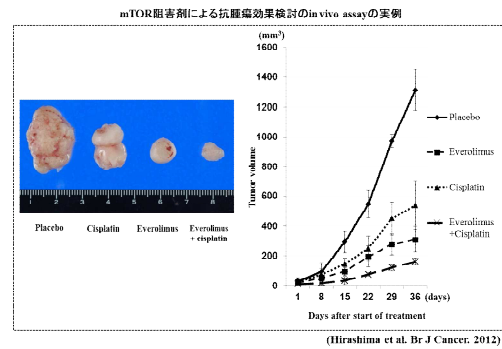 mTOR阻害剤による抗腫瘍効果検討のin vivo assayの実例
(mm³)
1600
1400
1200
1000
800
600
400
200
0
Tumor volume
1 8 15 22 29 36 (days)
Days after start of treatment
Placebo
Everolimus
Cisplatin
Everolimus
+Cisplatin
1 2 3 4 5 6 7 8
Placebo Cisplatin Everolimus Everolimus
+ cisplatin
(Hirashima et al. Br J Cancer. 2012)